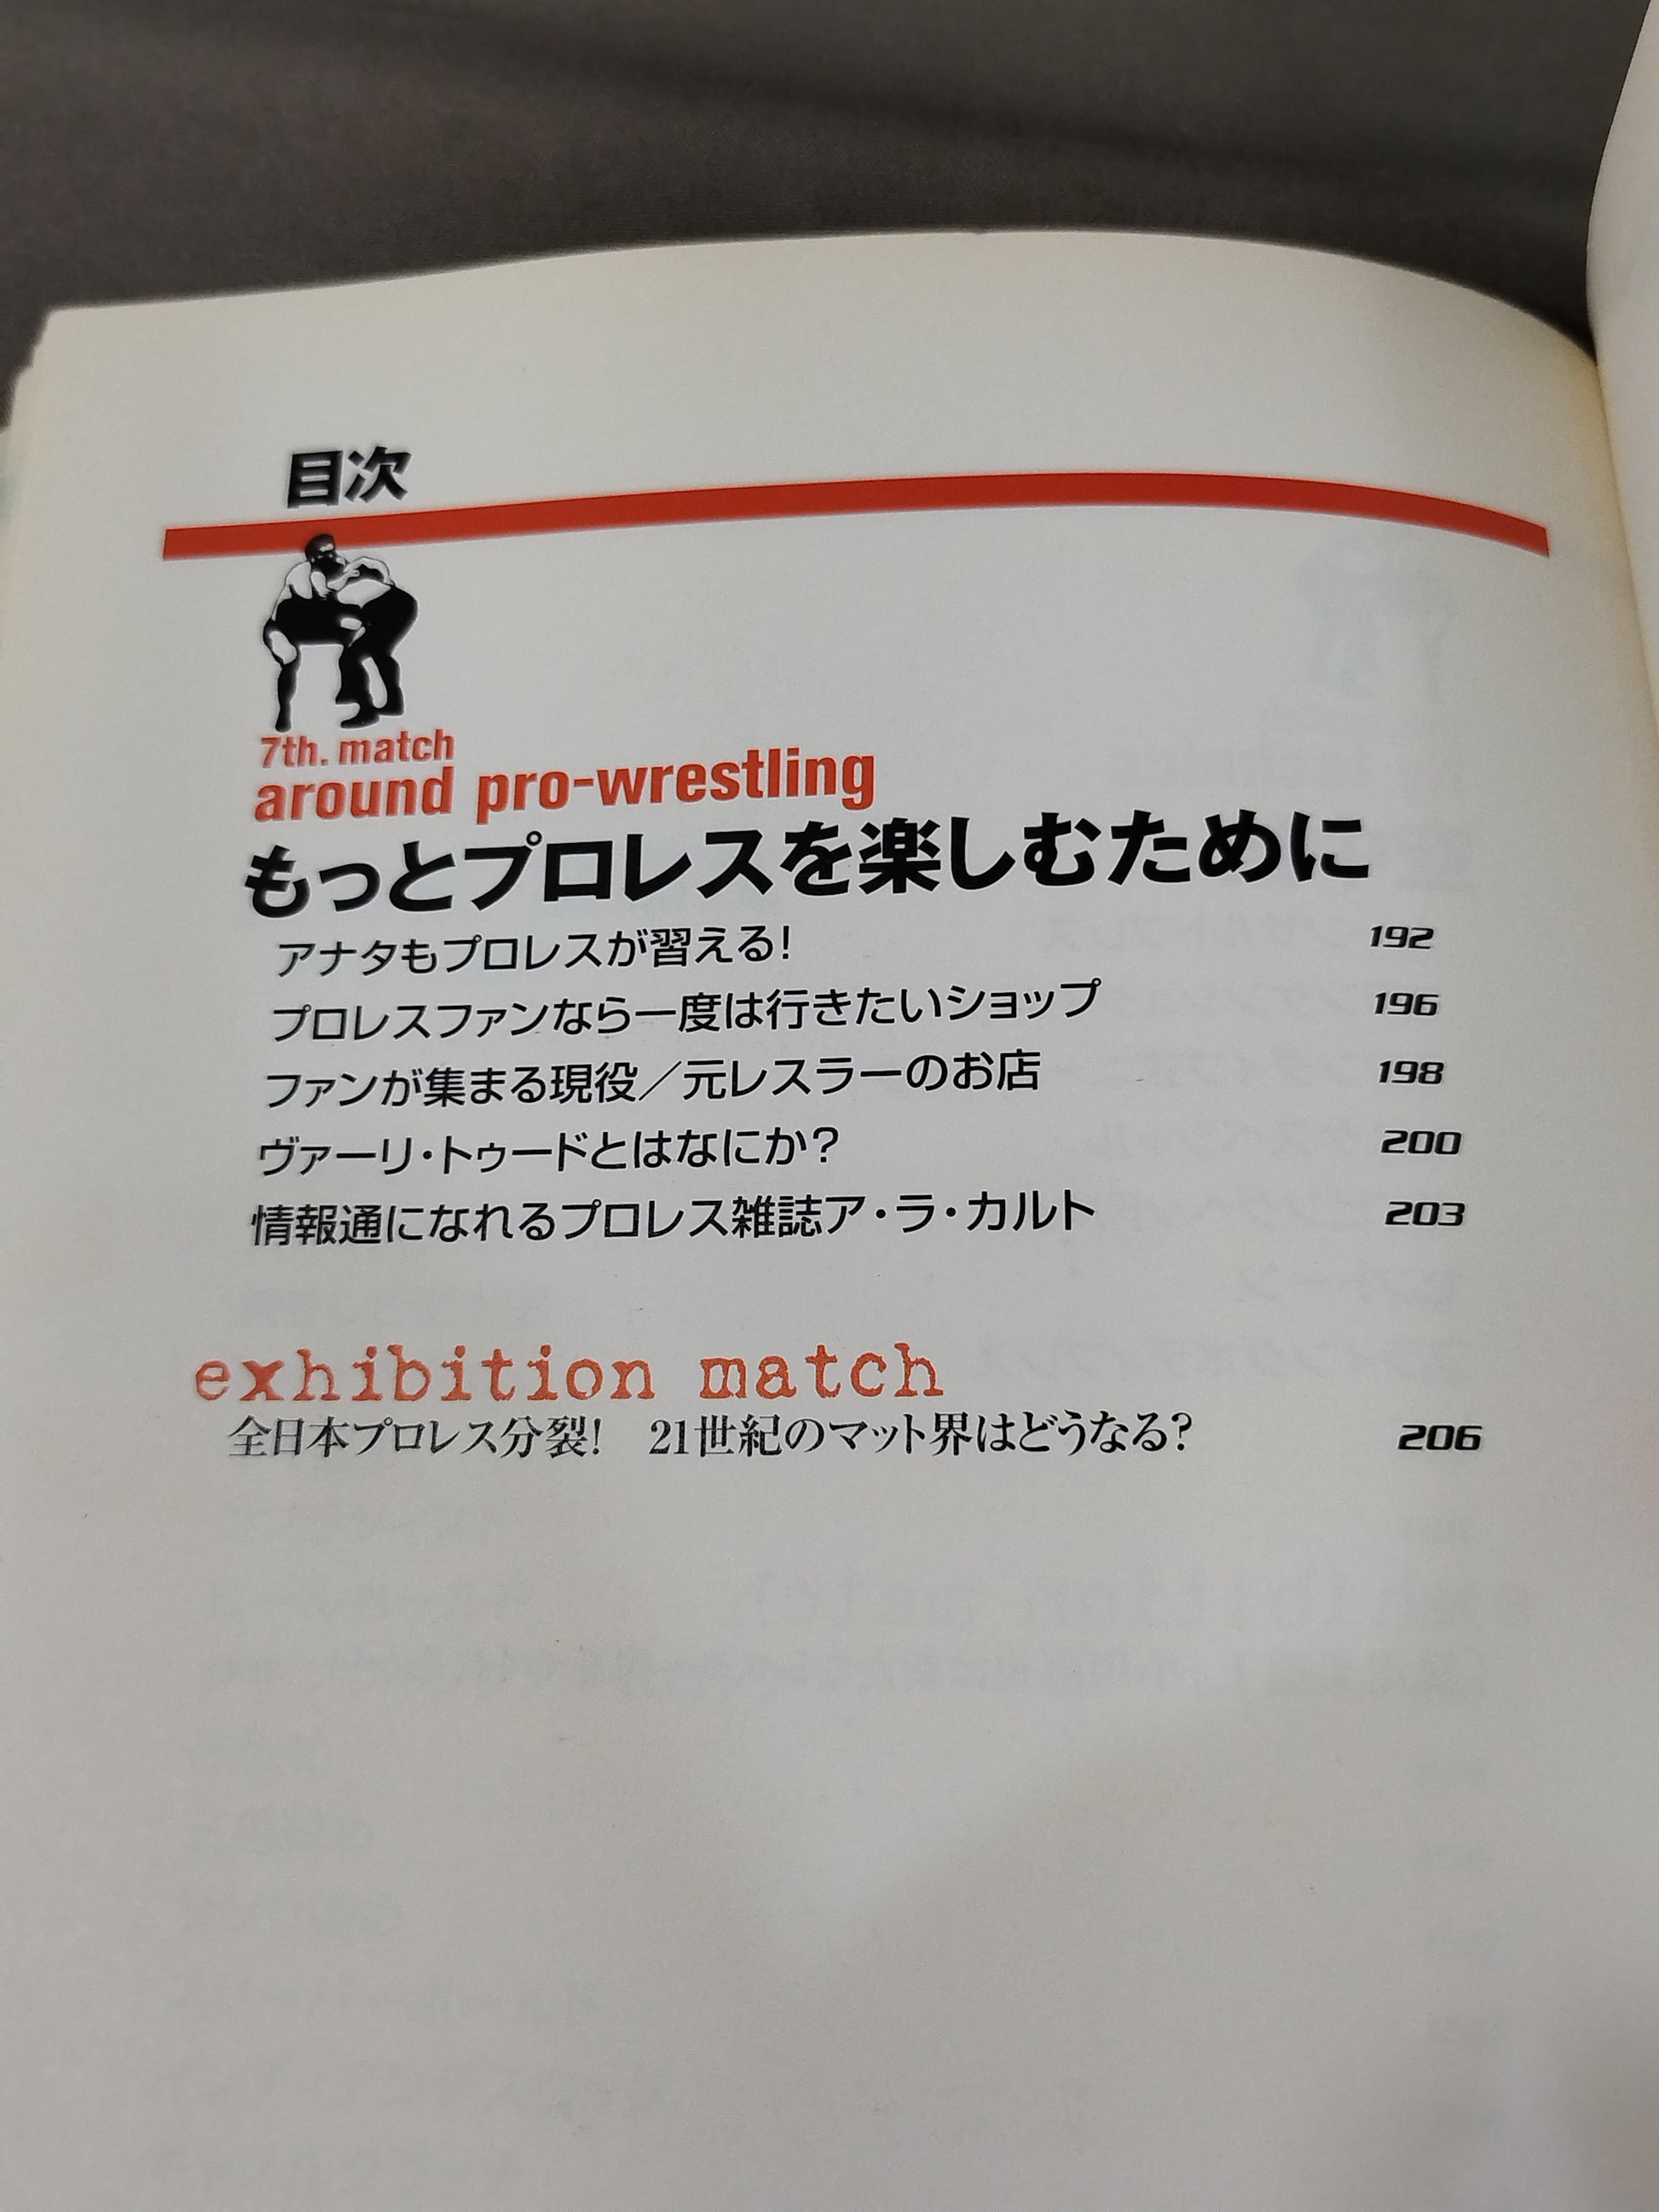 目次
7th. match
around pro-wrestling
もっとプロレスを楽しむために
アナタもプロレスが習える! 192
プロレスファンなら一度は行きたいショップ 196
ファンが集まる現役／元レスラーのお店 198
ヴァーリ・トゥードとはなにか? 200
情報通になれるプロレス雑誌ア・ラ・カルト 203
exhibition match
全日本プロレス分裂!　21世紀のマット界はどうなる? 206